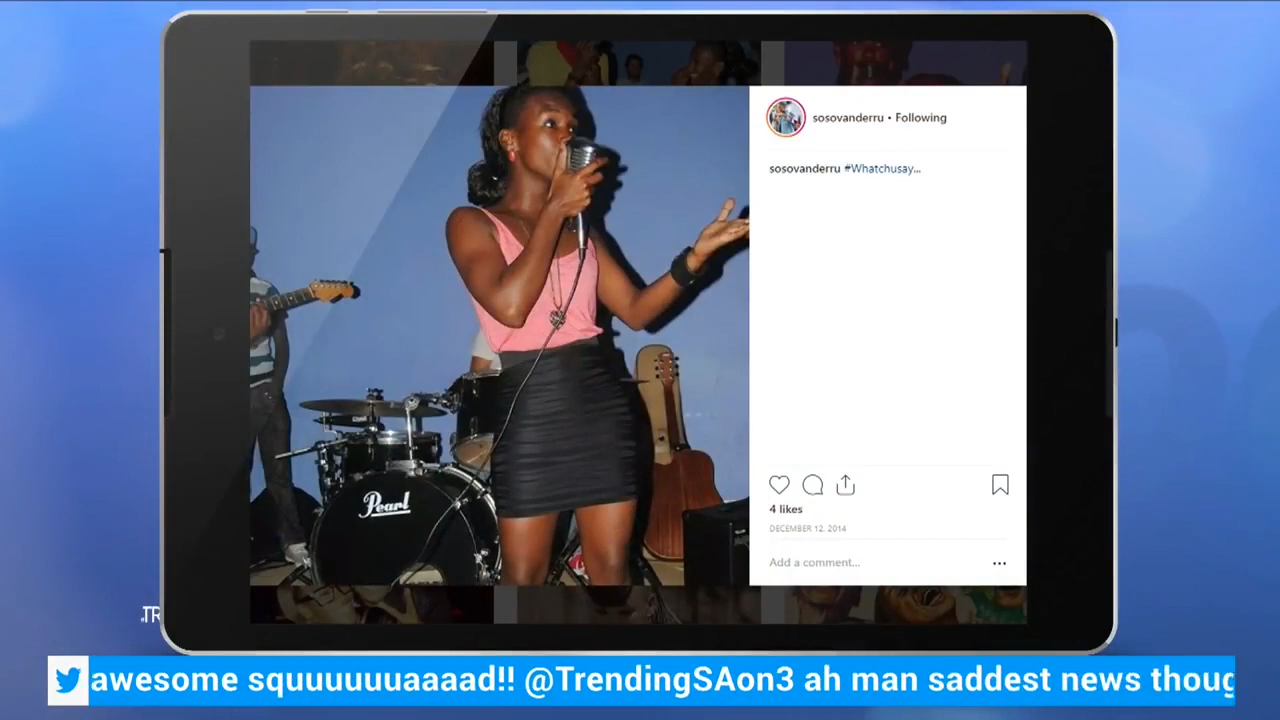 sosovanderru • Following
sosovanderru #Whatchusay...
Pearl
4 likes
DECEMBER 12, 2014
Add a comment...
#TR
awesome squuuuuuaaaad!! @TrendingSAon3 ah man saddest news thoug